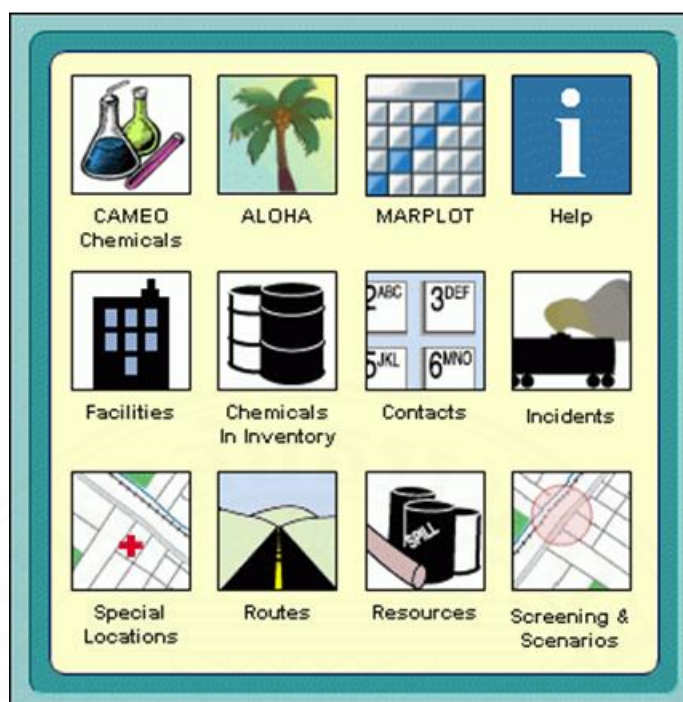 CAMEO
Chemicals
ALOHA
MARPLOT
i
Help
Facilities
Chemicals
In Inventory
2ABC
3DEF
5JKL
6MNO
Contacts
Incidents
Special
Locations
Routes
SPILL
Resources
Screening &
Scenarios